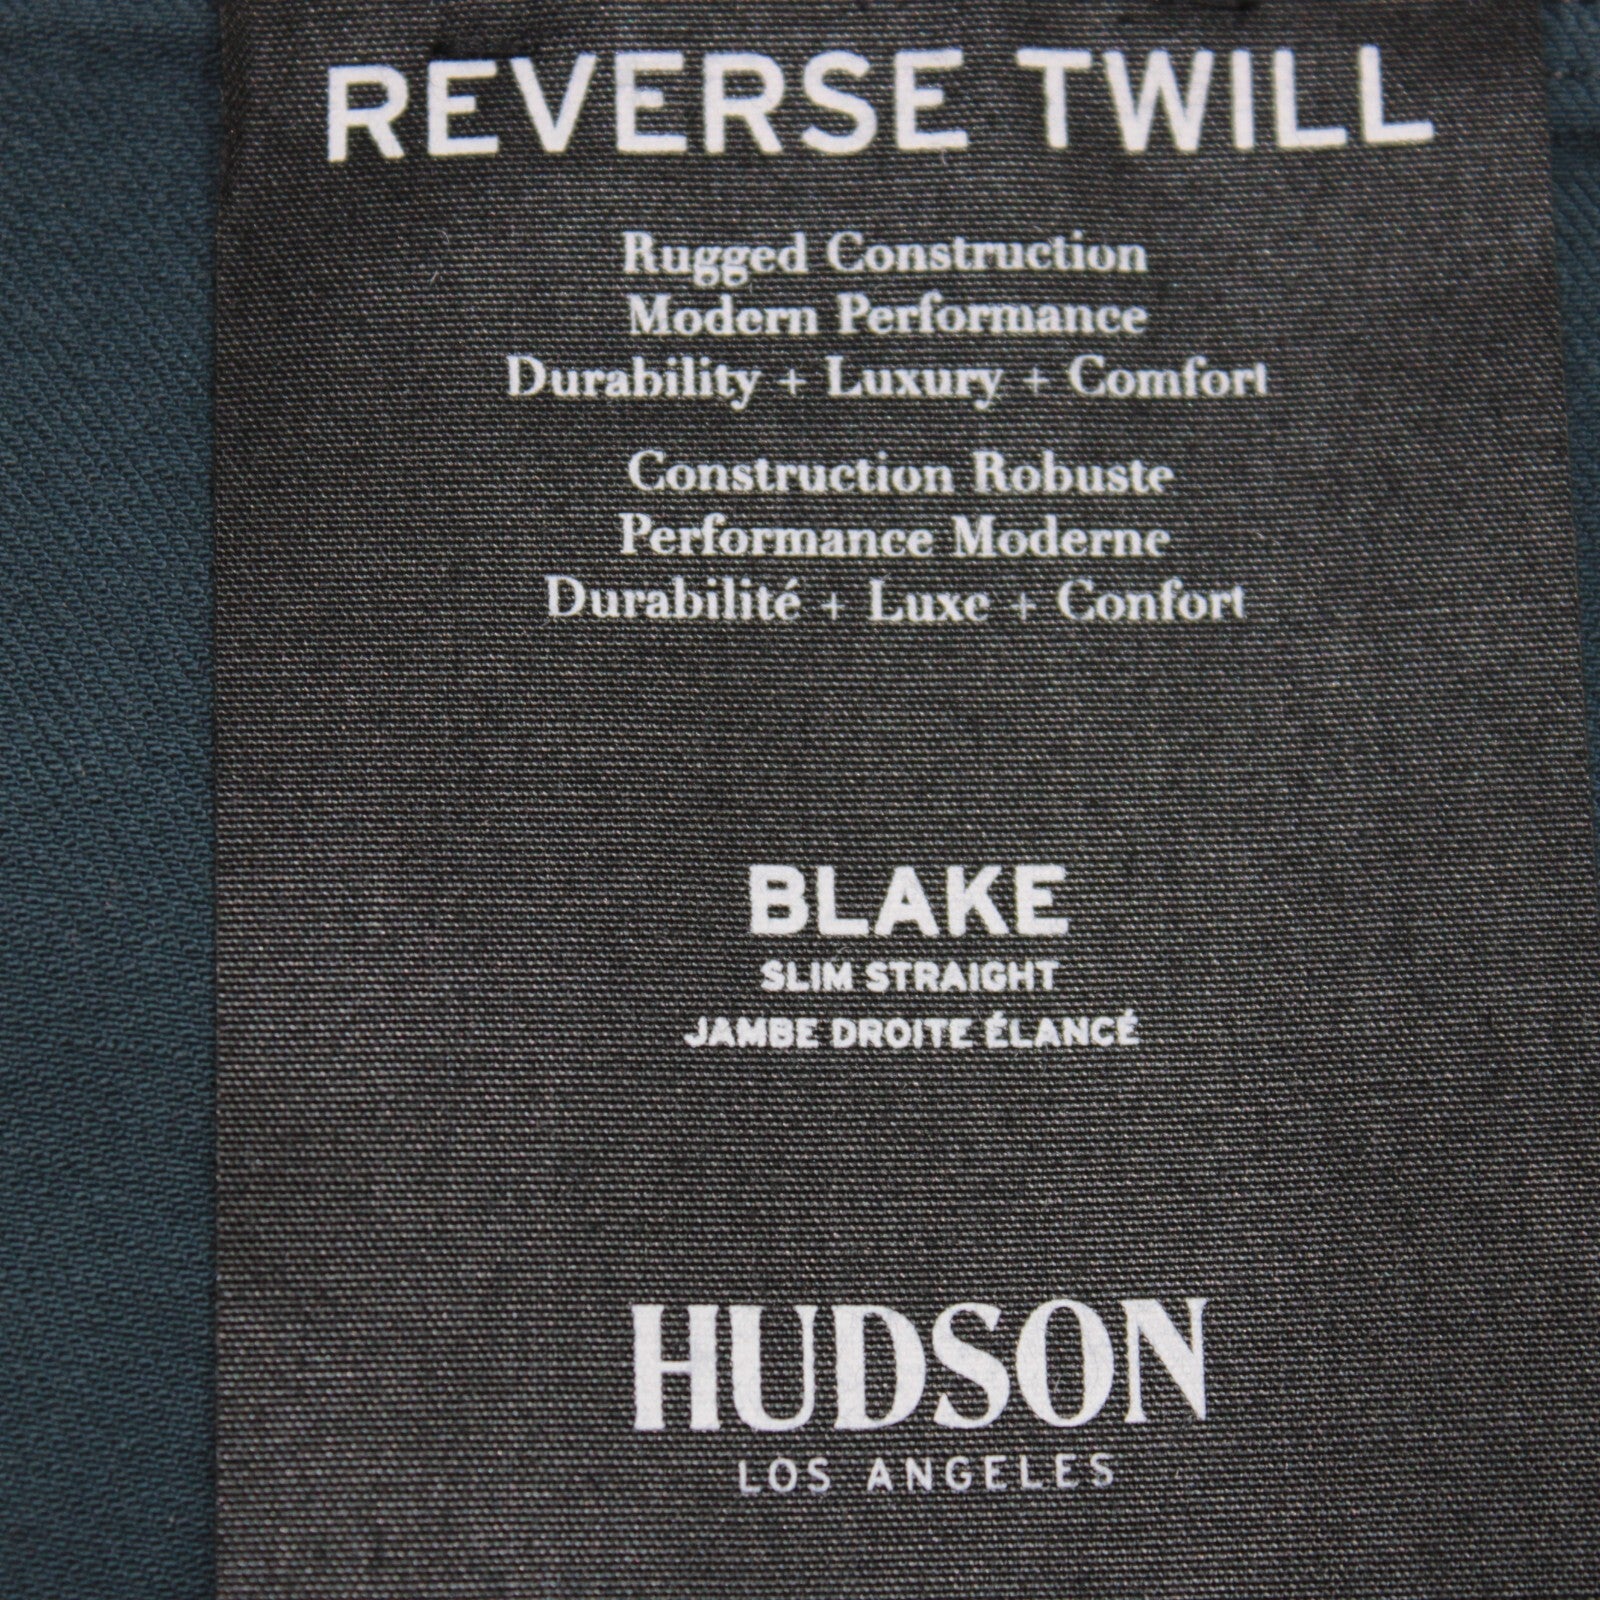 REVERSE TWILL
Rugged Construction
Modern Performance
Durability + Luxury + Comfort
Construction Robuste
Performance Moderne
Durabilité + Luxe + Confort
BLAKE
SLIM STRAIGHT
JAMBE DROITE ÉLANCÉ
HUDSON
LOS ANGELES